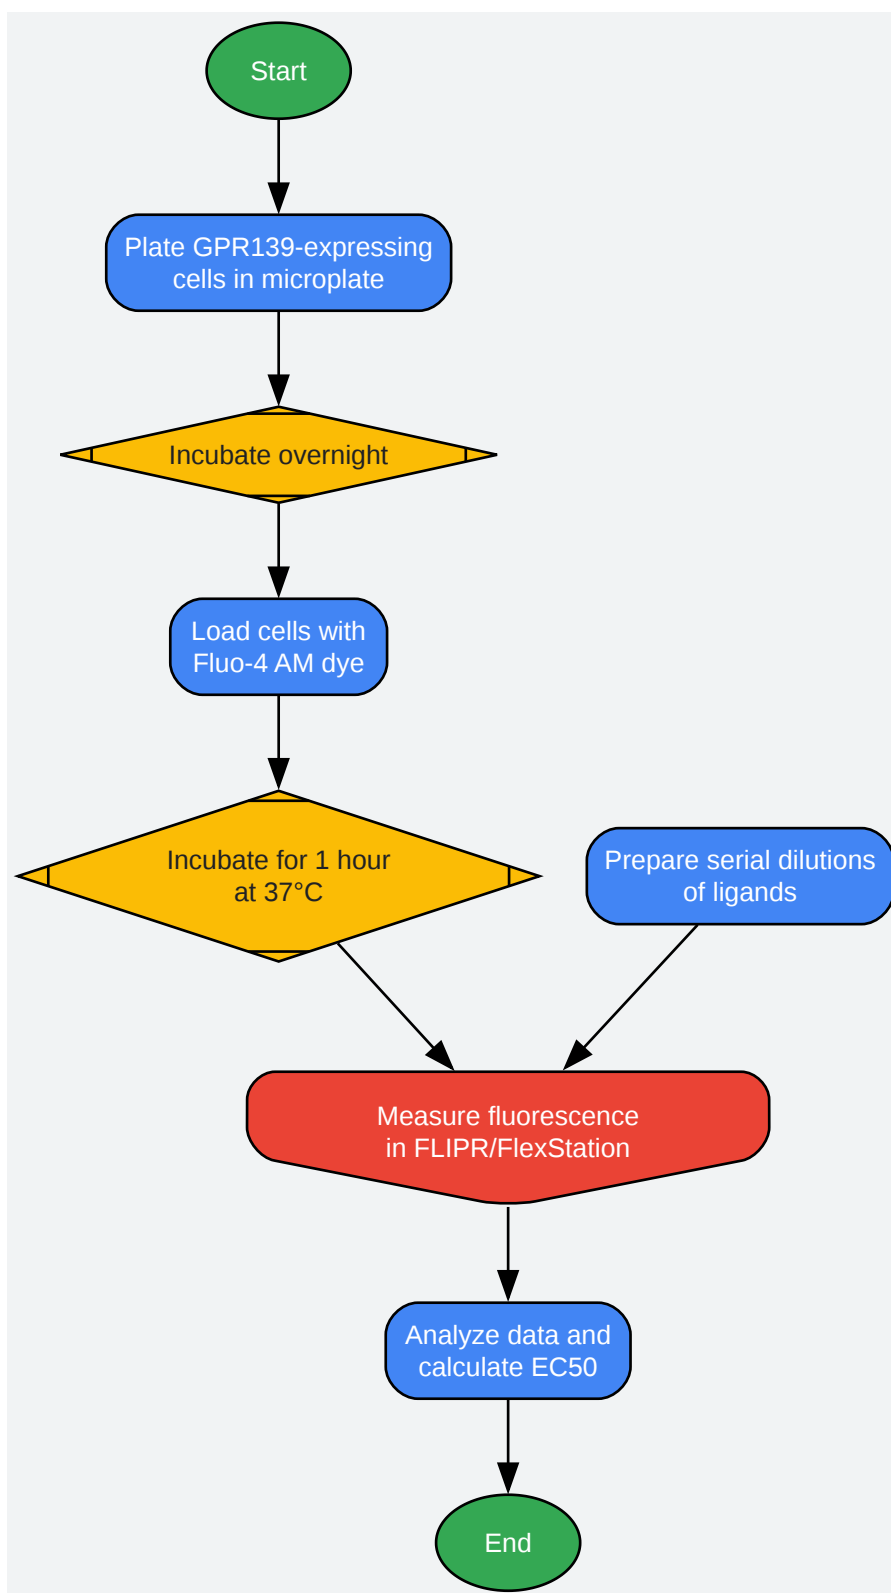 Start
Plate GPR139-expressing
cells in microplate
Incubate overnight
Load cells with
Fluo-4 AM dye
Incubate for 1 hour
at 37°C
Prepare serial dilutions
of ligands
Measure fluorescence
in FLIPR/FlexStation
Analyze data and
calculate EC50
End